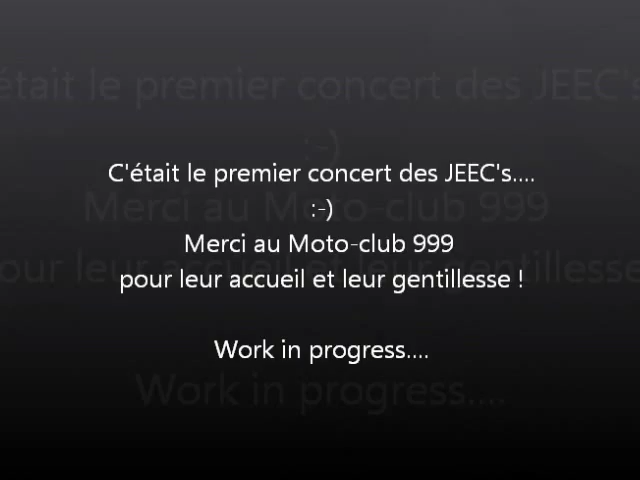 C'était le premier concert des JEEC's....
:-)
Merci au Moto-club 999
pour leur accueil et leur gentillesse !
Work in progress....